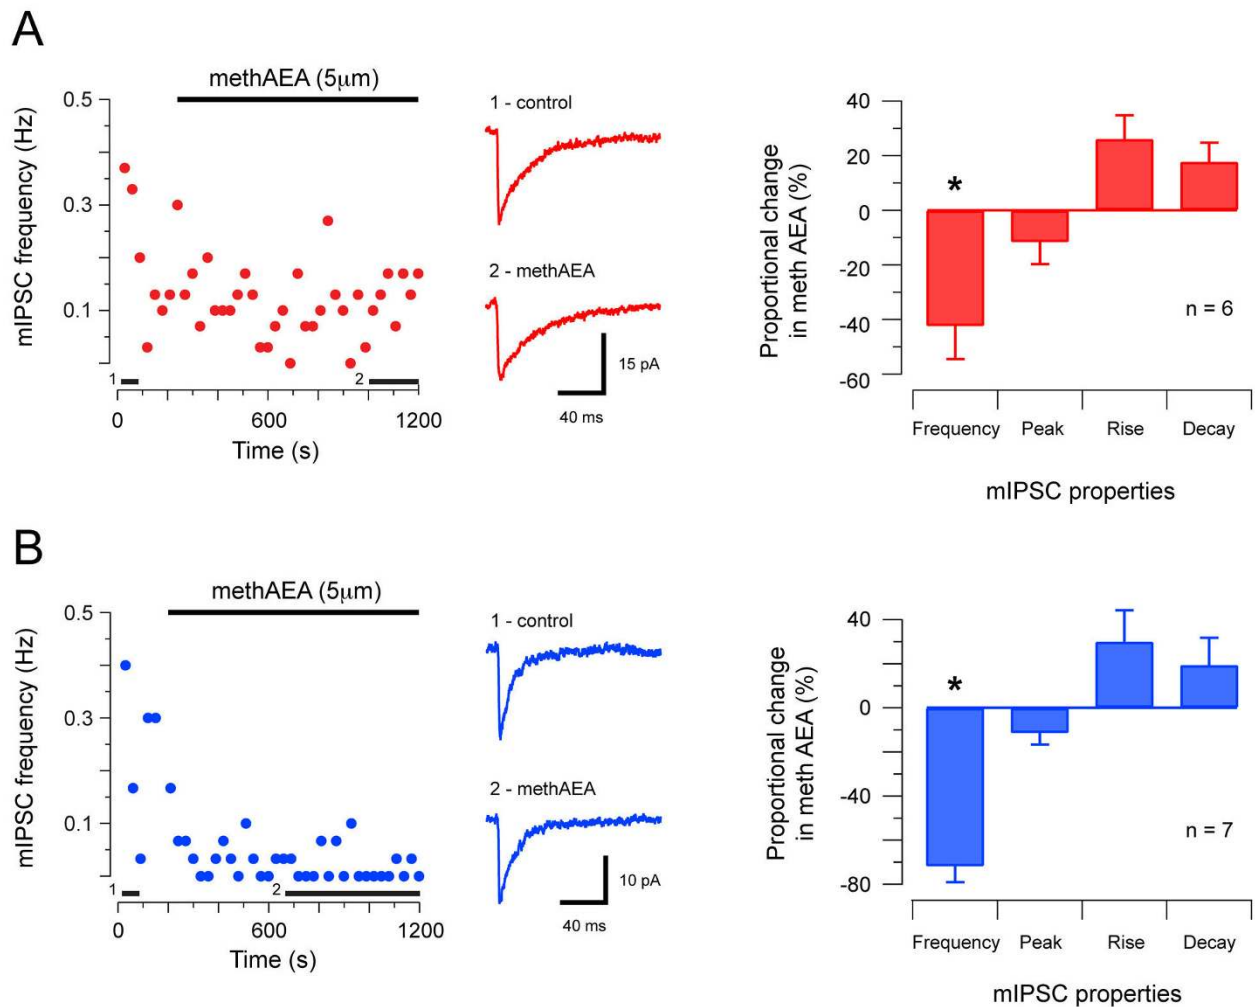 A
methAEA (5μm)
mIPSC frequency (Hz)
0.5
0.3
0.1
1
2
0
600
1200
Time (s)
1 - control
2 - methAEA
15 pA
40 ms
Proportional change
in meth AEA (%)
40
20
0
-20
-40
-60
*
n = 6
Frequency
Peak
Rise
Decay
mIPSC properties
B
methAEA (5μm)
mIPSC frequency (Hz)
0.5
0.3
0.1
1
2
0
600
1200
Time (s)
1 - control
2 - methAEA
10 pA
40 ms
Proportional change
in meth AEA (%)
40
0
-40
-80
*
n = 7
Frequency
Peak
Rise
Decay
mIPSC properties